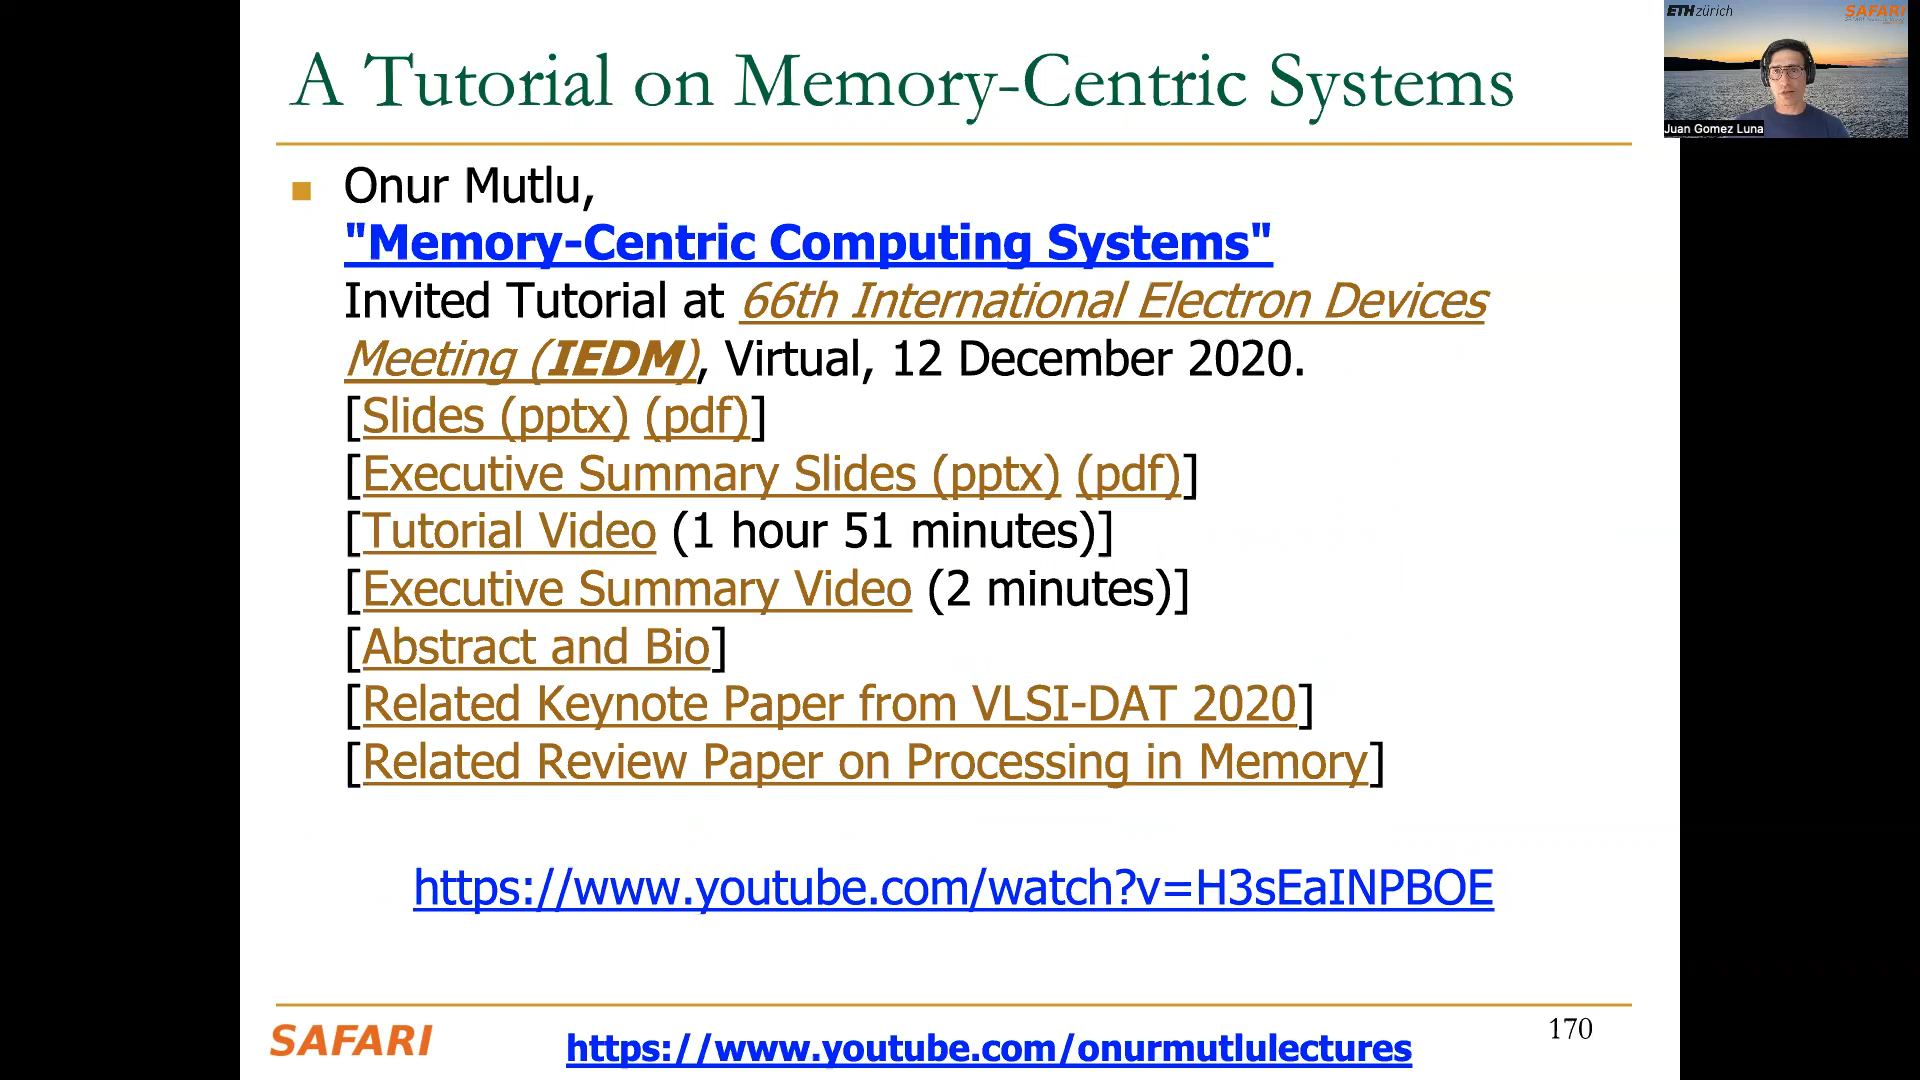 A Tutorial on Memory-Centric Systems
Onur Mutlu,
"Memory-Centric Computing Systems"
Invited Tutorial at 66th International Electron Devices
Meeting (IEDM), Virtual, 12 December 2020.
[Slides (pptx) (pdf)]
[Executive Summary Slides (pptx) (pdf)]
[Tutorial Video (1 hour 51 minutes)]
[Executive Summary Video (2 minutes)]
[Abstract and Bio]
[Related Keynote Paper from VLSI-DAT 2020]
[Related Review Paper on Processing in Memory]
https://www.youtube.com/watch?v=H3sEaINPBOE
SAFARI
https://www.youtube.com/onurmutlulectures
170
ETH zürich
SAFARI
Juan Gomez Luna